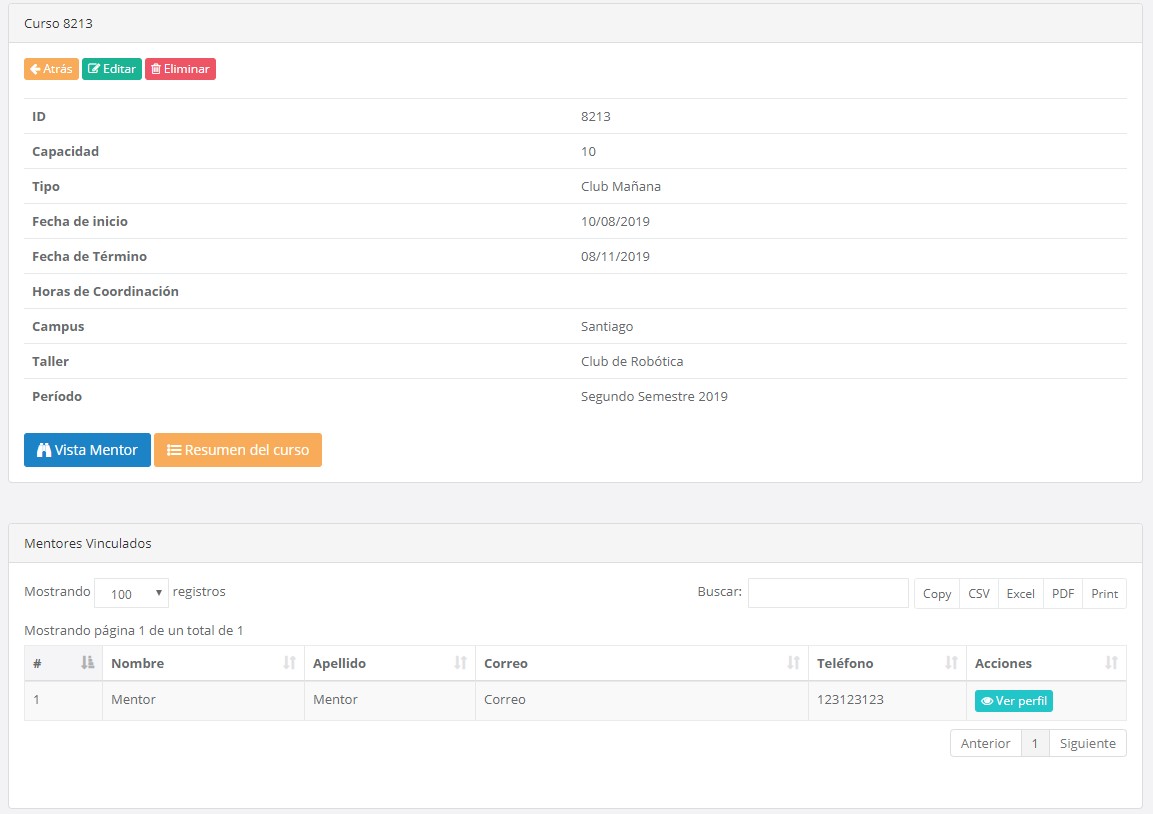 Curso 8213
Atrás Editar Eliminar
ID 8213
Capacidad 10
Tipo Club Mañana
Fecha de inicio 10/08/2019
Fecha de Término 08/11/2019
Horas de Coordinación
Campus Santiago
Taller Club de Robótica
Período Segundo Semestre 2019
Vista Mentor Resumen del curso
Mentores Vinculados
Mostrando 100 registros Buscar: Copy CSV Excel PDF Print
Mostrando página 1 de un total de 1
# Nombre Apellido Correo Teléfono Acciones
1 Mentor Mentor Correo 123123123 Ver perfil
Anterior 1 Siguiente